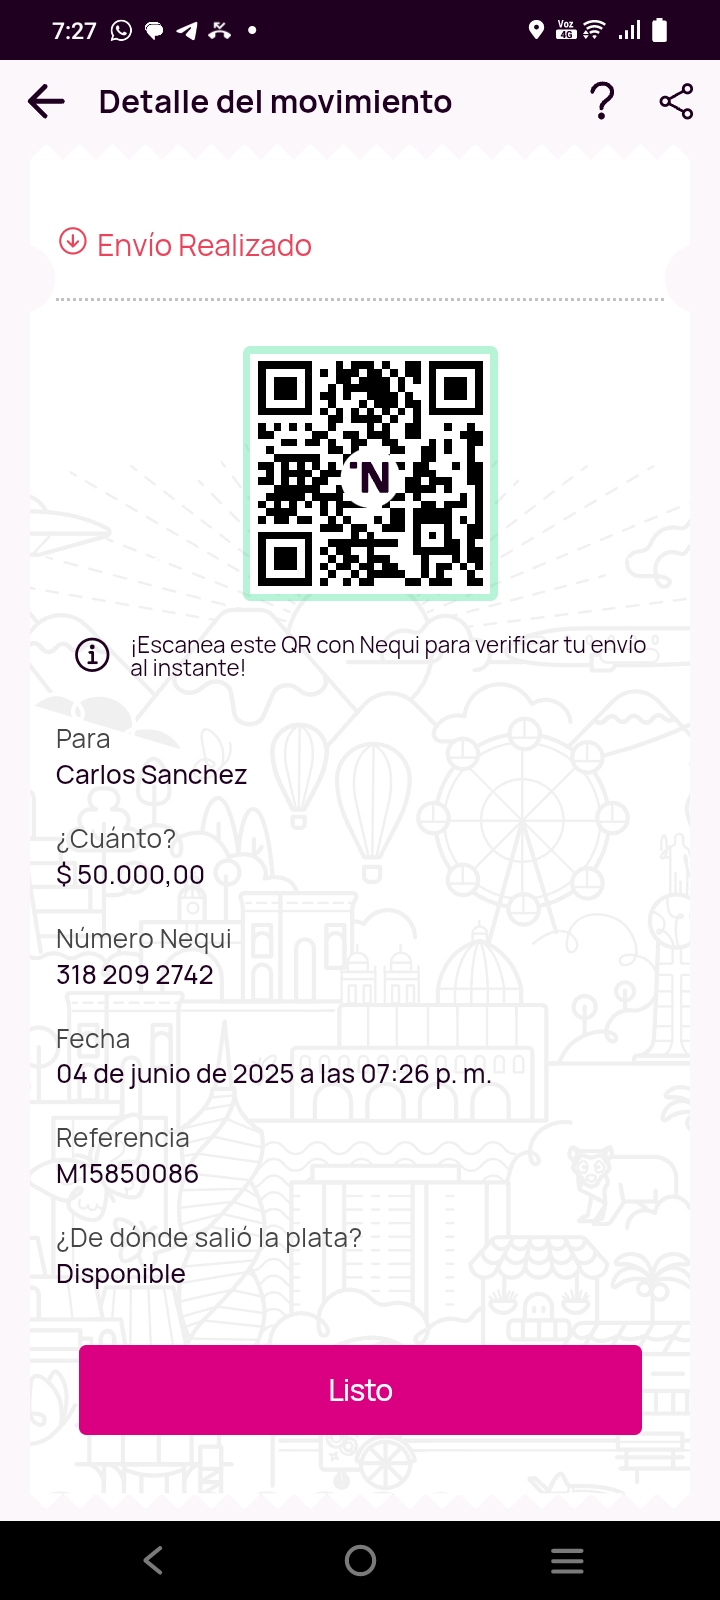 7:27
Voz
4G
Detalle del movimiento
Envío Realizado
N
¡Escanea este QR con Nequi para verificar tu envío
al instante!
Para
Carlos Sanchez
¿Cuánto?
$ 50.000,00
Número Nequi
318 209 2742
Fecha
04 de junio de 2025 a las 07:26 p. m.
Referencia
M15850086
¿De dónde salió la plata?
Disponible
Listo